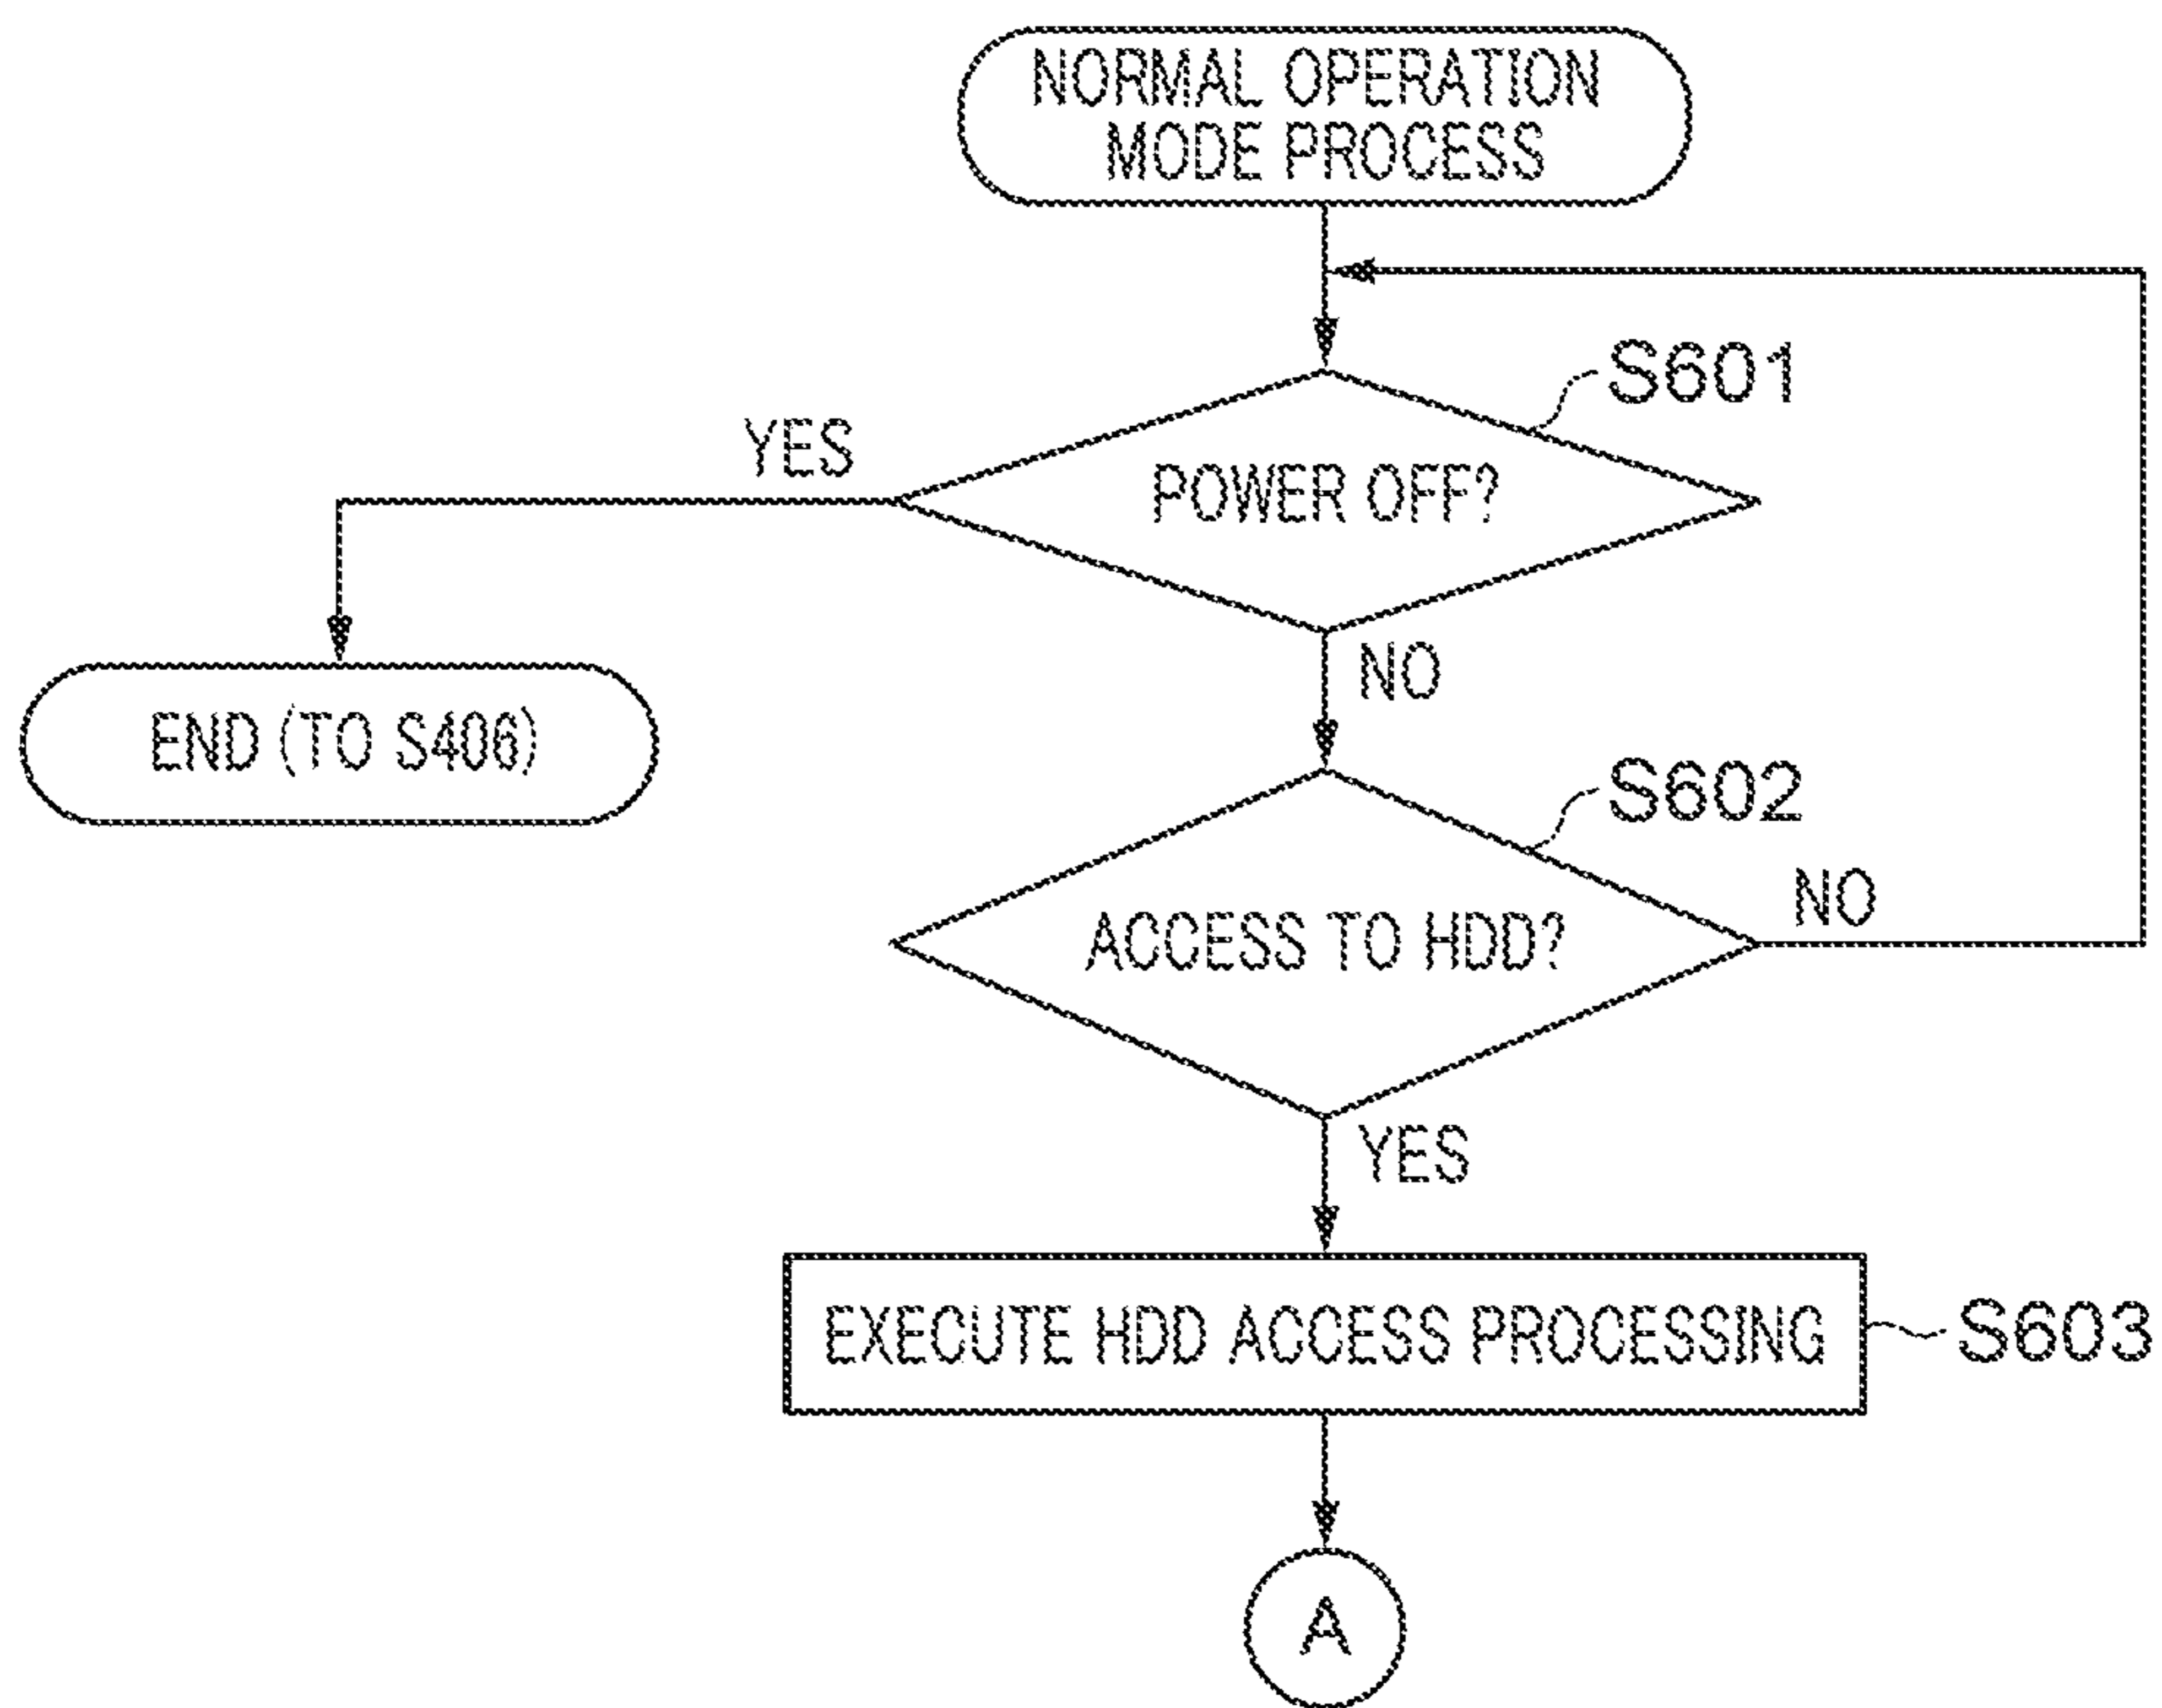 NORMAL OPERATION
MODE PROCESS
S601
YES
POWER OFF?
NO
END (TO S406)
S602
NO
ACCESS TO HDD?
YES
EXECUTE HDD ACCESS PROCESSING
S603
A